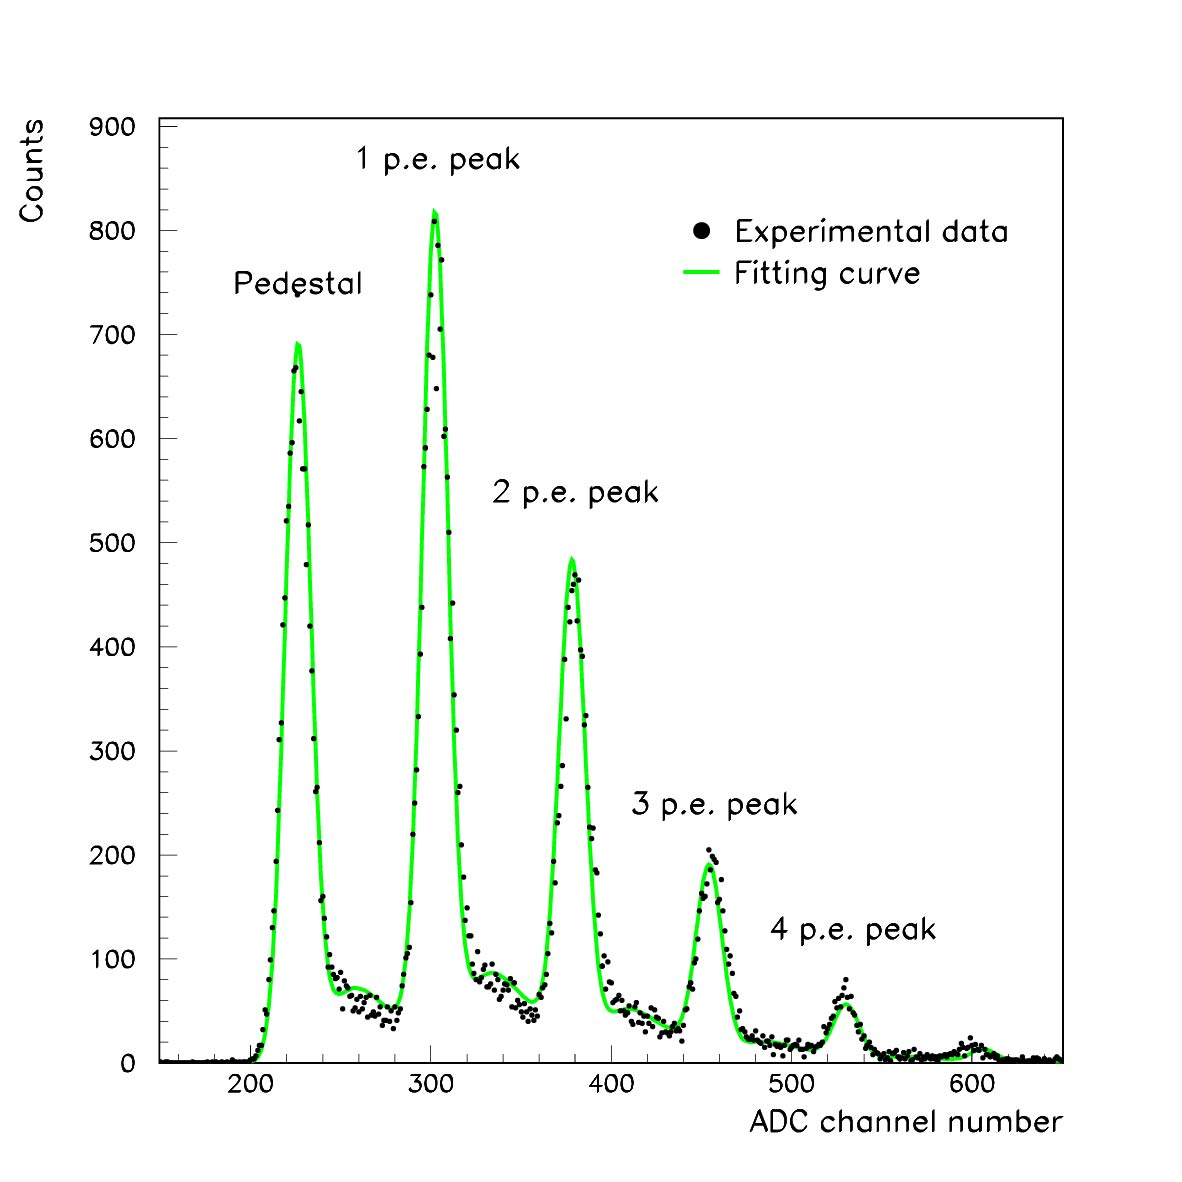 Counts
900
800
700
600
500
400
300
200
100
0
1 p.e. peak
Pedestal
Experimental data
Fitting curve
2 p.e. peak
3 p.e. peak
4 p.e. peak
200 300 400 500 600
ADC channel number